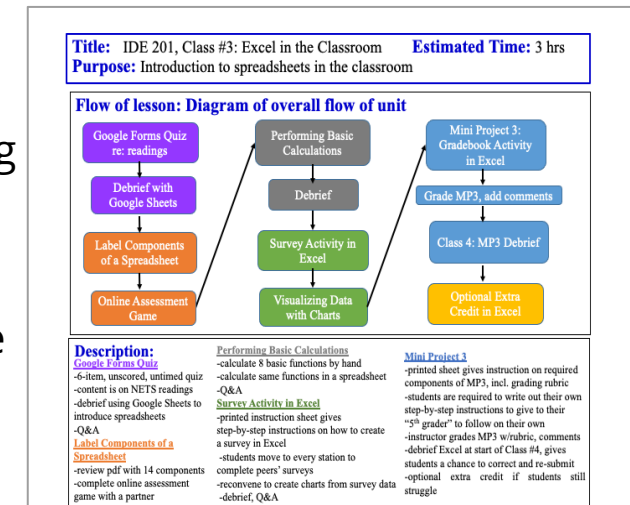 g
e
Title: IDE 201, Class #3: Excel in the Classroom Estimated Time: 3 hrs
Purpose: Introduction to spreadsheets in the classroom
Flow of lesson: Diagram of overall flow of unit
Google Forms Quiz
re: readings
Debrief with
Google Sheets
Label Components
of a Spreadsheet
Online Assessment
Game
Performing Basic
Calculations
Debrief
Survey Activity in
Excel
Visualizing Data
with Charts
Mini Project 3:
Gradebook Activity
in Excel
Grade MP3, add comments
Class 4: MP3 Debrief
Optional Extra
Credit in Excel
Description:
Google Forms Quiz
-6-item, unscored, untimed quiz
-content is on NETS readings
-debrief using Google Sheets to
introduce spreadsheets
-Q&A
Label Components of a
Spreadsheet
-review pdf with 14 components
-complete online assessment
game with a partner
Performing Basic Calculations
-calculate 8 basic functions by hand
-calculate same functions in a spreadsheet
-Q&A
Survey Activity in Excel
-printed instruction sheet gives
step-by-step instructions on how to create
a survey in Excel
-students move to every station to
complete peers' surveys
-reconvene to create charts from survey data
-debrief, Q&A
Mini Project 3
-printed sheet gives instruction on required
components of MP3, incl. grading rubric
-students are required to write out their own
step-by-step instructions to give to their
"5th grader" to follow on their own
-instructor grades MP3 w/rubric, comments
-debrief Excel at start of Class #4, gives
students a chance to correct and re-submit
-optional extra credit if students still
struggle